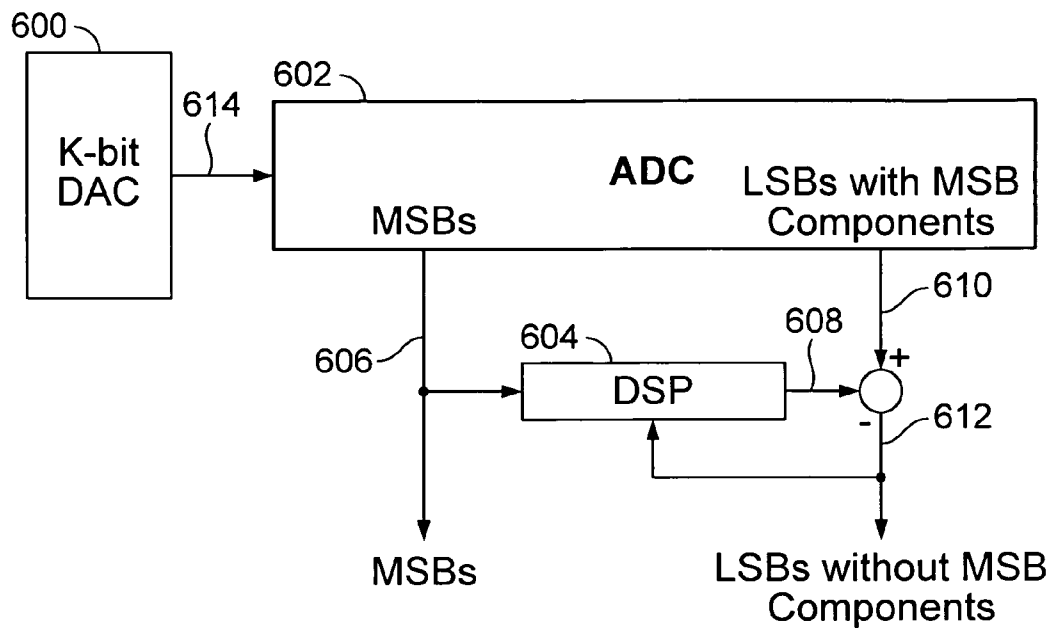 600
K-bit
DAC
614
602
ADC
MSBs
LSBs with MSB
Components
606
604
DSP
608
610
+
-
612
MSBs
LSBs without MSB
Components